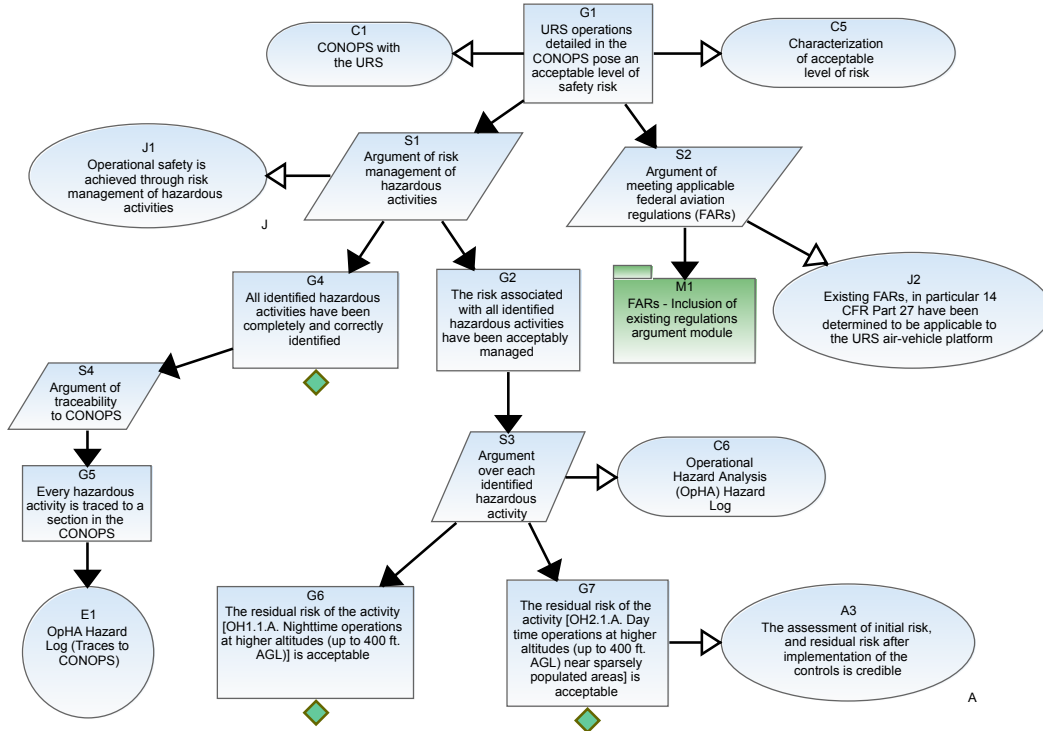 C1
CONOPS with
the URS
G1
URS operations
detailed in the
CONOPS pose an
acceptable level of
safety risk
C5
Characterization
of acceptable
level of risk
J1
Operational safety is
achieved through risk
management of hazardous
activities
J
S1
Argument of risk
management of
hazardous
activities
S2
Argument of
meeting applicable
federal aviation
regulations (FARs)
G4
All identified hazardous
activities have been
completely and correctly
identified
G2
The risk associated
with all identified
hazardous activities
have been acceptably
managed
M1
FARs - Inclusion of
existing regulations
argument module
J2
Existing FARs, in particular 14
CFR Part 27 have been
determined to be applicable to
the URS air-vehicle platform
S4
Argument of
traceability
to CONOPS
G5
Every hazardous
activity is traced to a
section in the
CONOPS
S3
Argument
over each
identified
hazardous
activity
C6
Operational
Hazard Analysis
(OpHA) Hazard
Log
E1
OpHA Hazard
Log (Traces to
CONOPS)
G6
The residual risk of the activity
[OH1.1.A. Nighttime operations
at higher altitudes (up to 400 ft.
AGL)] is acceptable
G7
The residual risk of the
activity [OH2.1.A. Day
time operations at higher
altitudes (up to 400 ft.
AGL) near sparsely
populated areas] is
acceptable
A3
The assessment of initial risk,
and residual risk after
implementation of the
controls is credible
A